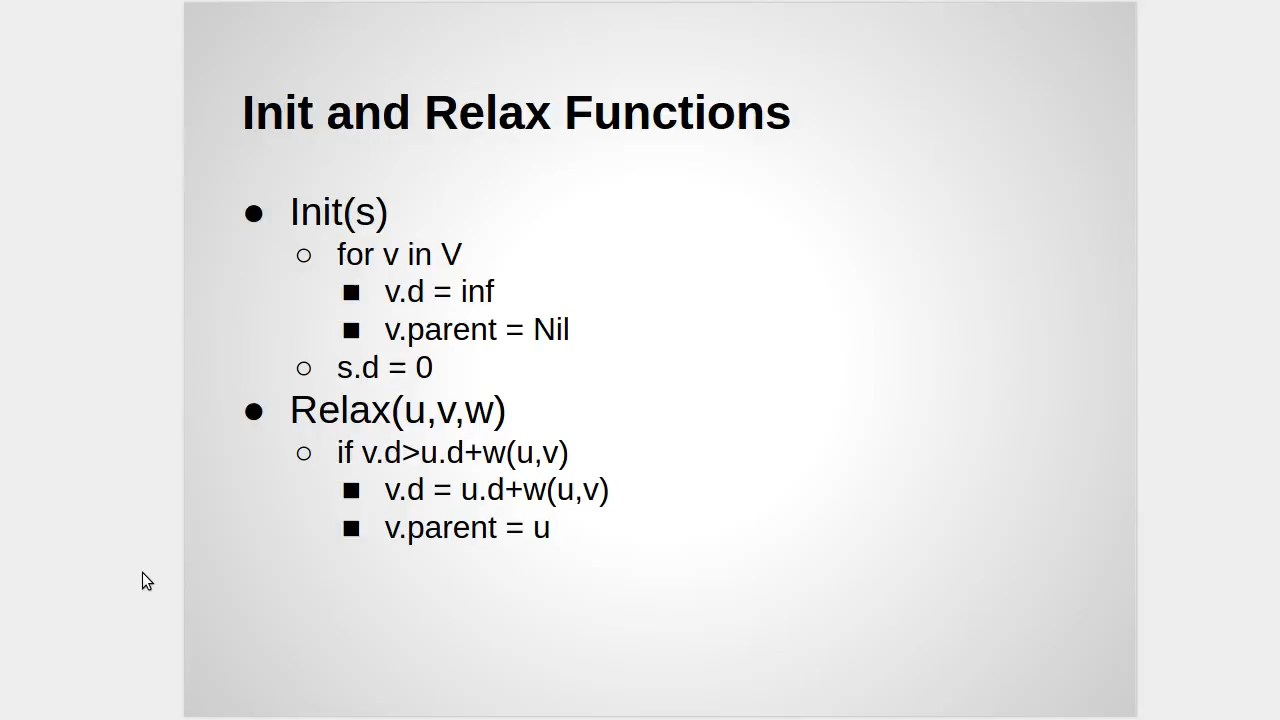 Init and Relax Functions
● Init(s)
○ for v in V
■ v.d = inf
■ v.parent = Nil
○ s.d = 0
● Relax(u,v,w)
○ if v.d>u.d+w(u,v)
■ v.d = u.d+w(u,v)
■ v.parent = u